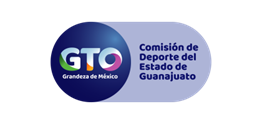 GTO
Grandeza de México
Comisión de
Deporte del
Estado de
Guanajuato